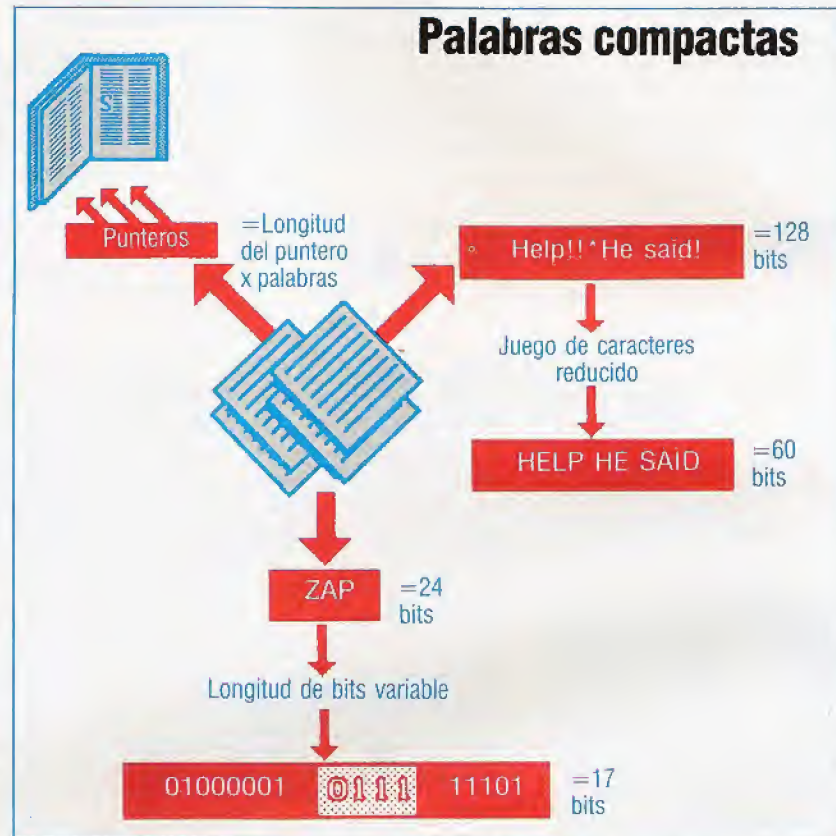 Palabras compactas
Punteros
=Longitud
del puntero
x palabras
Help!!*He said!
=128
bits
Juego de caracteres
reducido
HELP HE SAID
=60
bits
ZAP
=24
bits
Longitud de bits variable
01000001 0111 11101
=17
bits